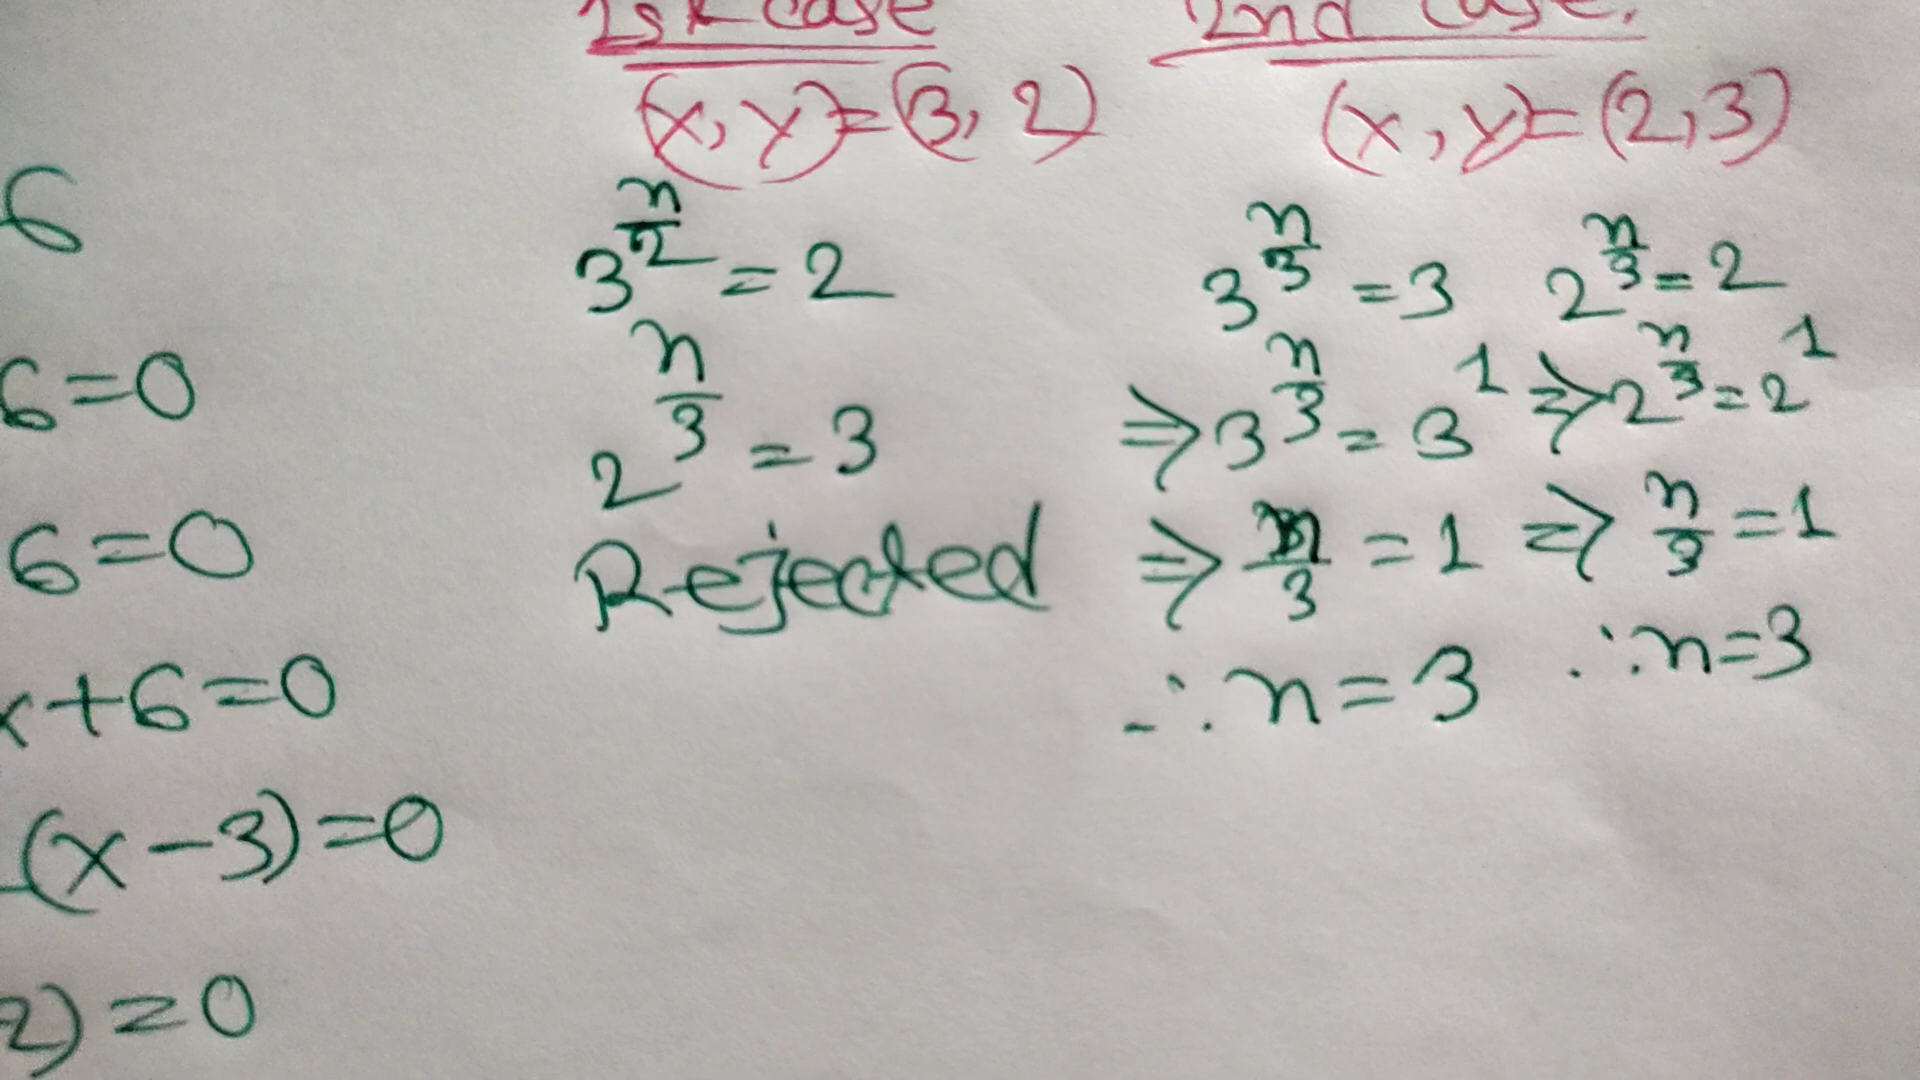 1st case
2nd case.
(x, y)=(3, 2)
(x, y)=(2,3)
6
3^{n/2} = 2
3^{n/3} = 3
2^{n/3} = 2
6=0
2^{n/3} = 3
⇒ 3^{n/3} = 3^1
⇒ 2^{n/3} = 2^1
6=0
Rejected
⇒ n/3 = 1
⇒ n/3 = 1
x+6=0
∴ n = 3
∴ n=3
(x-3)=0
2)=0